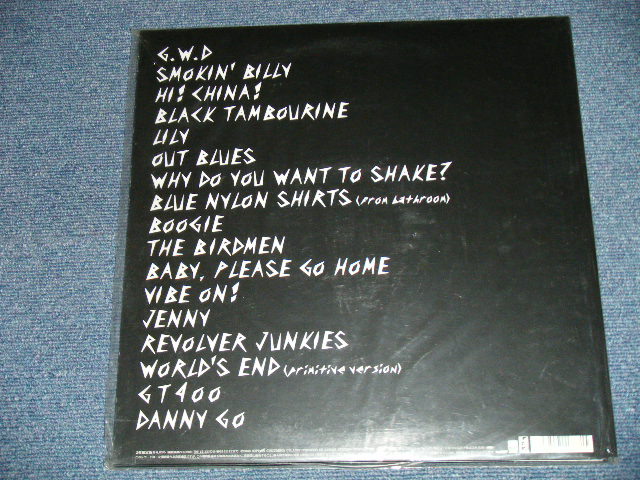 G.W.D
SMOKIN' BILLY
HI! CHINA!
BLACK TAMBOURINE
LILY
OUT BLUES
WHY DO YOU WANT TO SHAKE?
BLUE NYLON SHIRTS (from bathroom)
BOOGIE
THE BIRDMEN
BABY, PLEASE GO HOME
VIBE ON!
JENNY
REVOLVER JUNKIES
WORLD'S END (primitive version)
GT400
DANNY GO